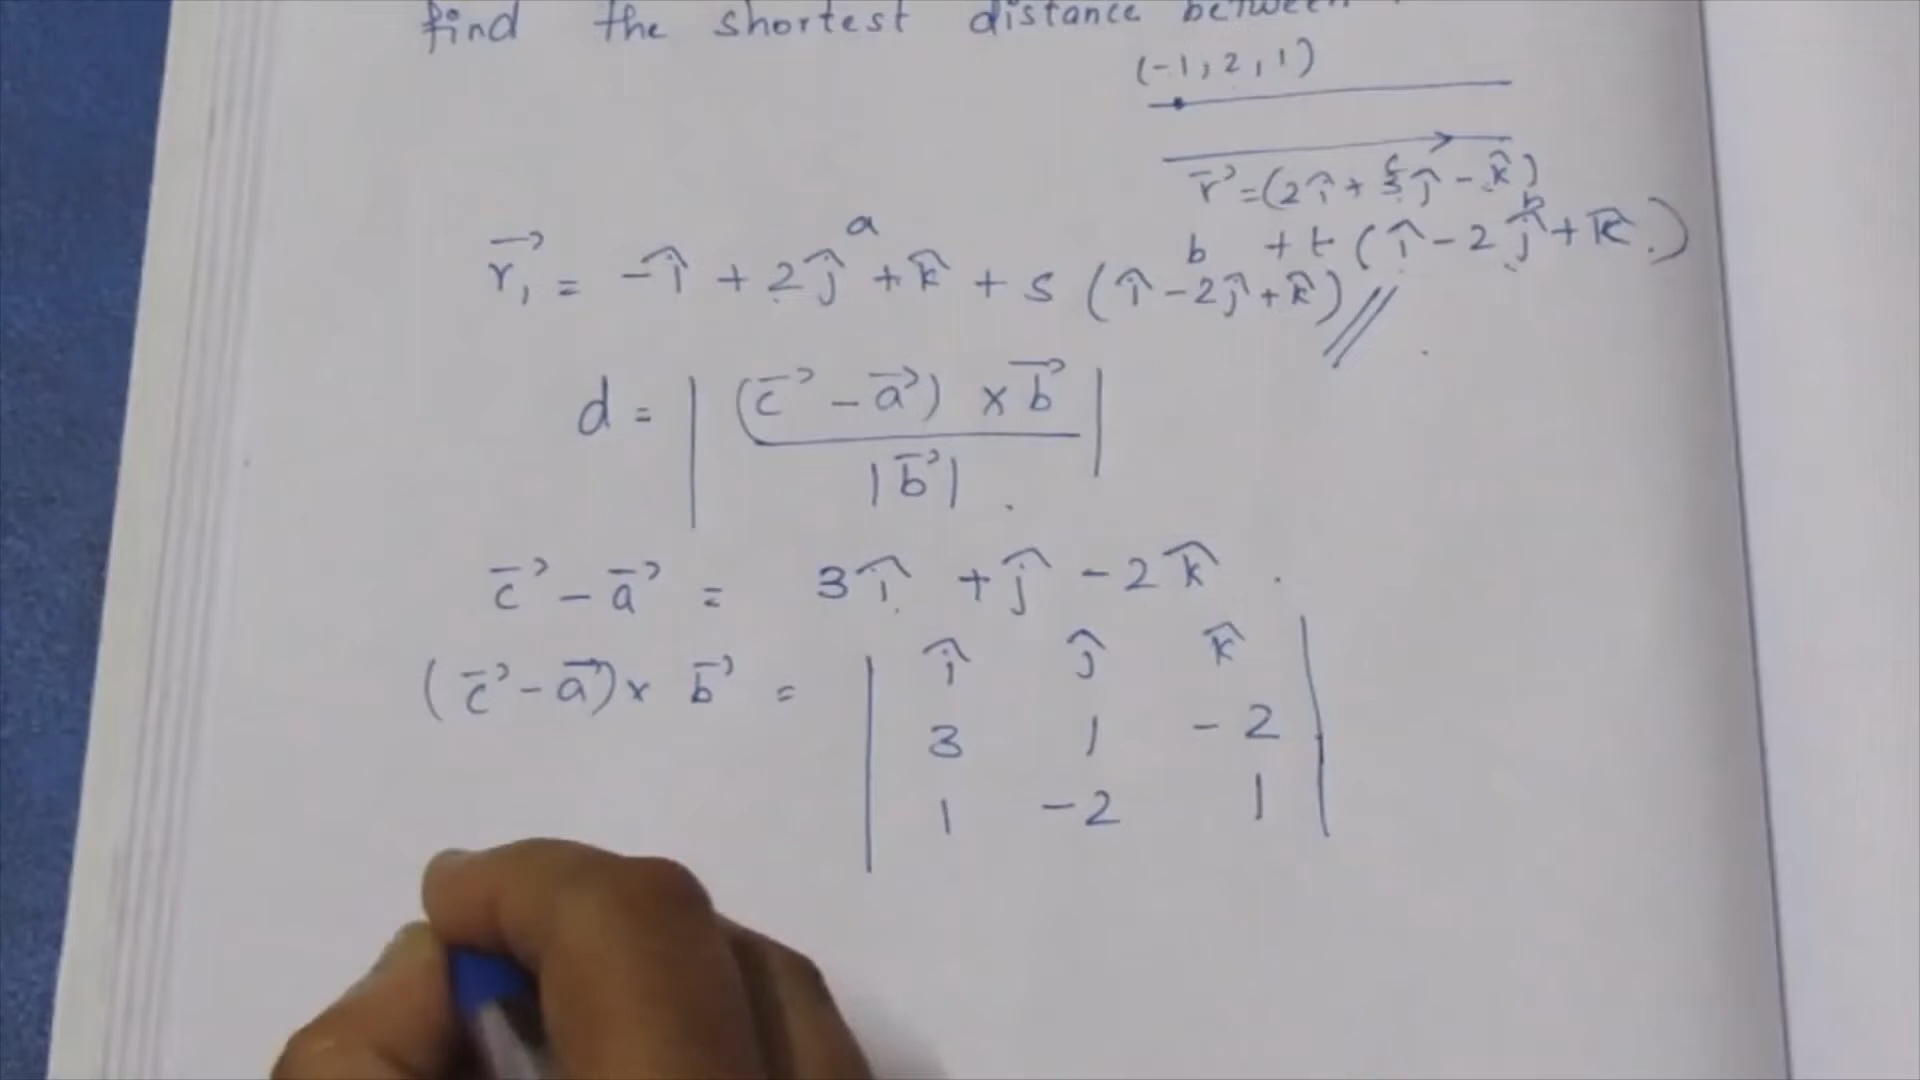 find the shortest distance between
(-1, 2, 1)
r⃗ = (2î + 3ĵ - k̂)
+ t (î - 2ĵ + k̂)
a
b
r⃗₁ = -î + 2ĵ + k̂ + s (î - 2ĵ + k̂) //
d = | (c⃗ - a⃗) × b⃗ / |b⃗| |
c⃗ - a⃗ = 3î + ĵ - 2k̂
(c⃗ - a⃗) × b⃗ = | î ĵ k̂
3 1 -2
1 -2 1 |